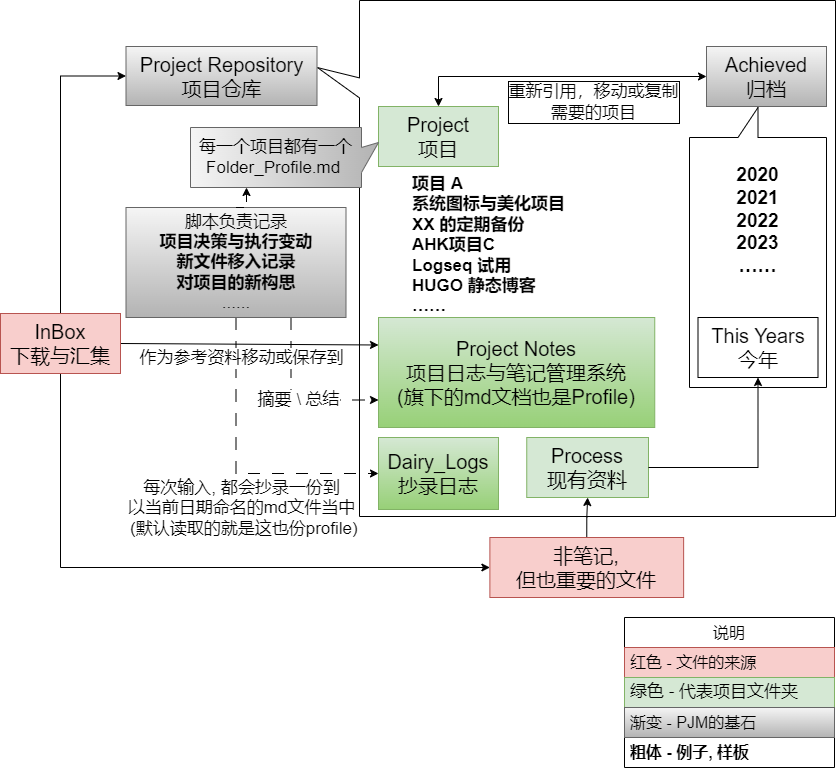 Project Repository
项目仓库
Achieved
归档
重新引用，移动或复制
需要的项目
Project
项目
每一个项目都有一个
Folder_Profile.md
项目 A
系统图标与美化项目
XX 的定期备份
AHK项目C
Logseq 试用
HUGO 静态博客
......
2020
2021
2022
2023
......
脚本负责记录
项目决策与执行变动
新文件移入记录
对项目的新构思
......
InBox
下载与汇集
作为参考资料移动或保存到
Project Notes
项目日志与笔记管理系统
(旗下的md文档也是Profile)
This Years
今年
摘要 \ 总结
Dairy_Logs
抄录日志
Process
现有资料
每次输入, 都会抄录一份到
以当前日期命名的md文件当中
(默认读取的就是这也份profile)
非笔记,
但也重要的文件
说明
红色 - 文件的来源
绿色 - 代表项目文件夹
渐变 - PJM的基石
粗体 - 例子, 样板